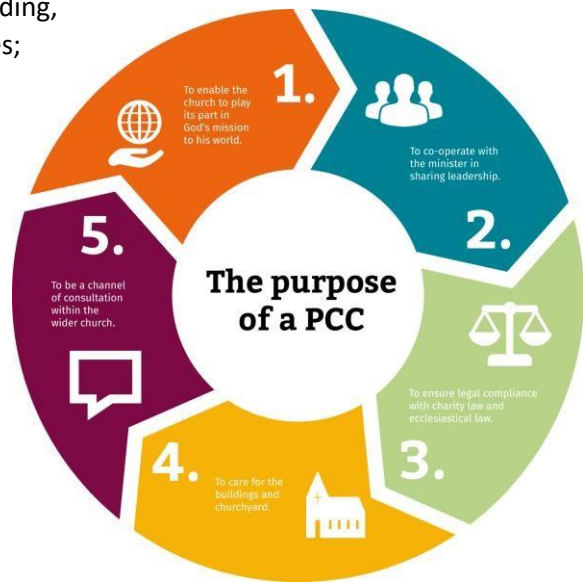 ding,
es;
1.
To enable the
church to play
its part in
God's mission
to his world.
To co-operate with
the minister in
sharing leadership.
2.
To ensure legal compliance
with charity law and
ecclesiastical law.
3.
4.
To care for the
buildings and
churchyard.
5.
To be a channel
of consultation
within the
wider church.
The purpose
of a PCC